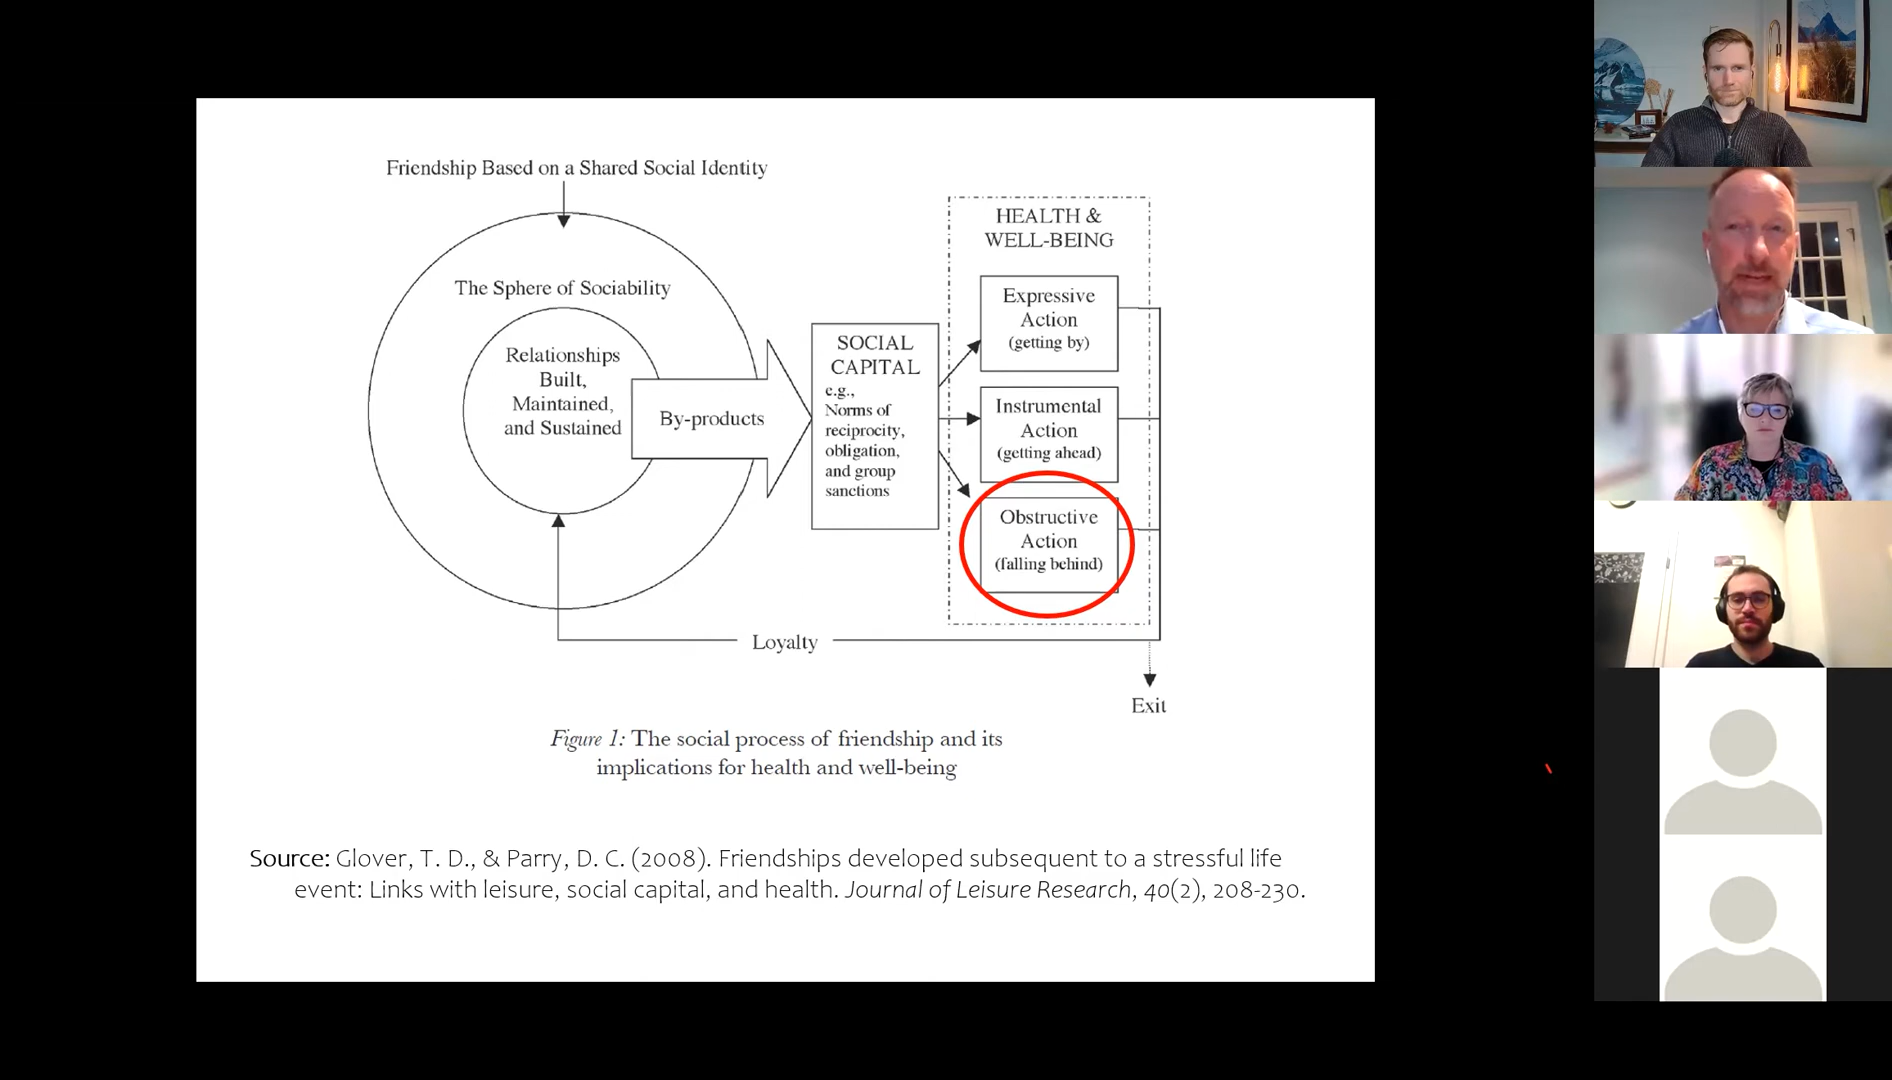 Friendship Based on a Shared Social Identity
The Sphere of Sociability
Relationships
Built,
Maintained,
and Sustained
By-products
SOCIAL
CAPITAL
e.g.,
Norms of
reciprocity,
obligation,
and group
sanctions
HEALTH &
WELL-BEING
Expressive
Action
(getting by)
Instrumental
Action
(getting ahead)
Obstructive
Action
(falling behind)
Loyalty
Exit
Figure 1: The social process of friendship and its
implications for health and well-being
Source: Glover, T. D., & Parry, D. C. (2008). Friendships developed subsequent to a stressful life
event: Links with leisure, social capital, and health. Journal of Leisure Research, 40(2), 208-230.